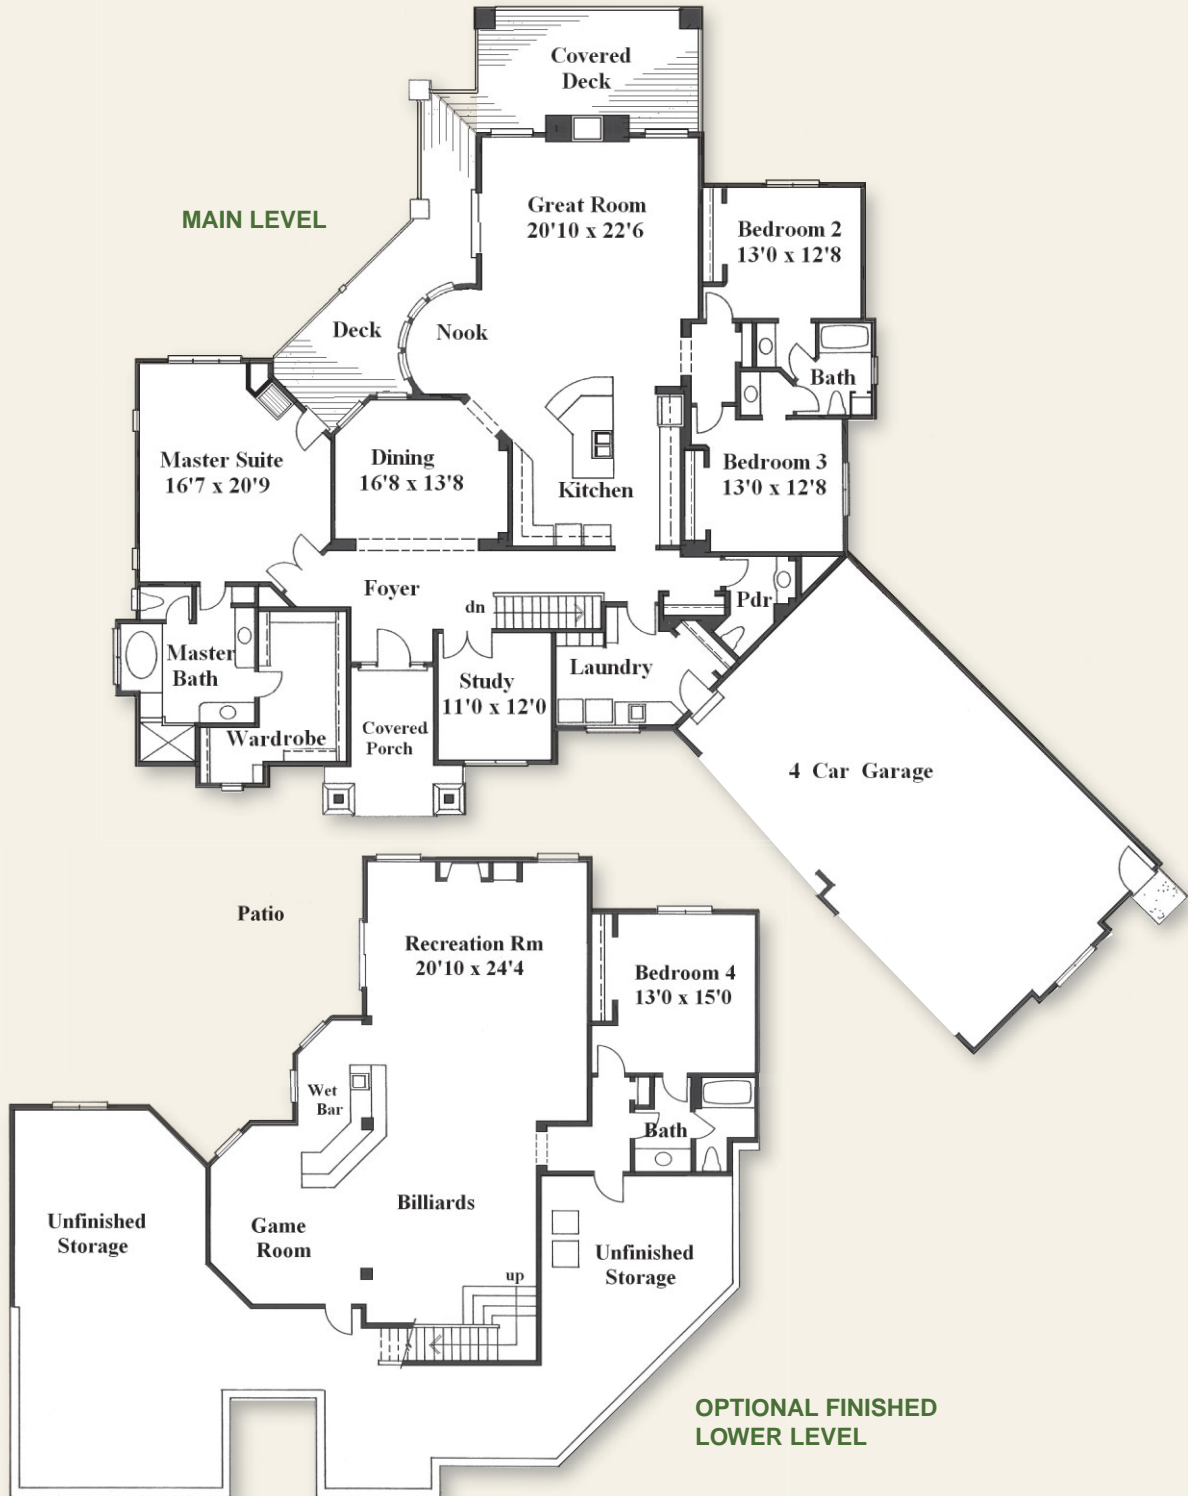 Covered
Deck
MAIN LEVEL
Great Room
20'10 x 22'6
Bedroom 2
13'0 x 12'8
Deck
Nook
Bath
Master Suite
16'7 x 20'9
Dining
16'8 x 13'8
Kitchen
Bedroom 3
13'0 x 12'8
Foyer
dn
Pdr
Master
Bath
Laundry
Study
11'0 x 12'0
Wardrobe
Covered
Porch
4 Car Garage
Patio
Recreation Rm
20'10 x 24'4
Bedroom 4
13'0 x 15'0
Wet
Bar
Bath
Billiards
Unfinished
Storage
Game
Room
Unfinished
Storage
up
OPTIONAL FINISHED
LOWER LEVEL